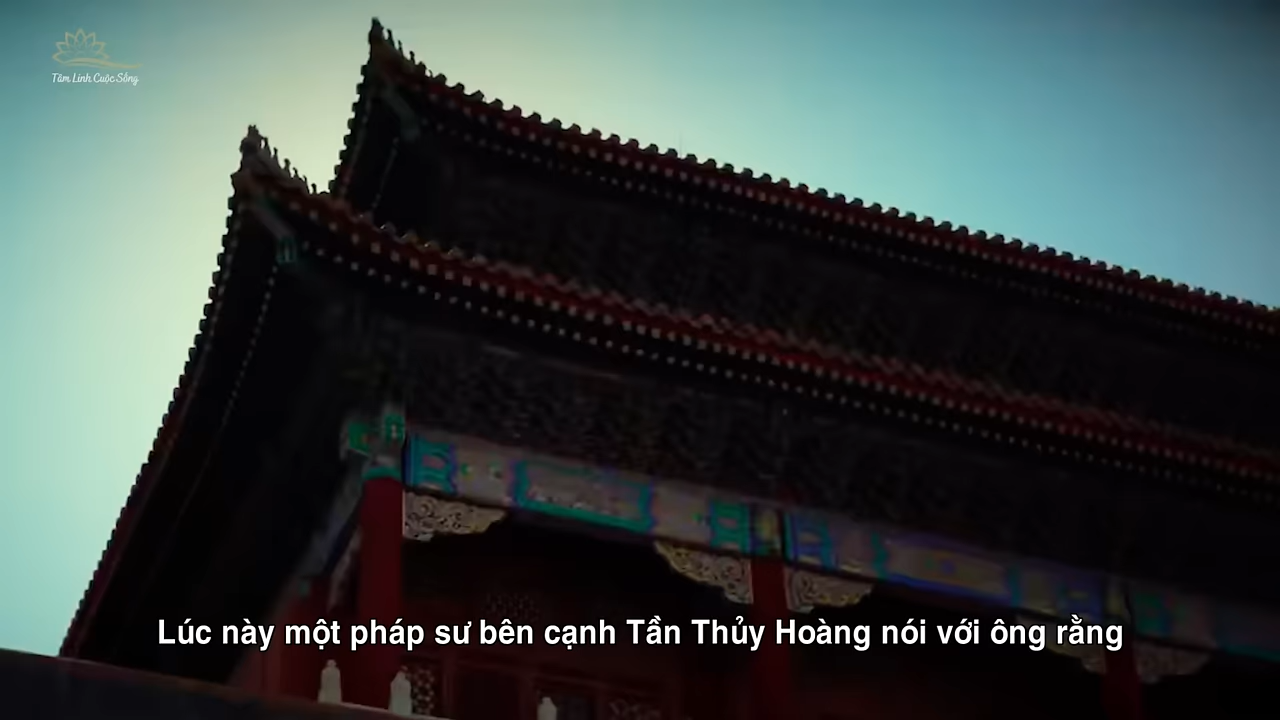 Tâm Linh Cuộc Sống
Lúc này một pháp sư bên cạnh Tần Thủy Hoàng nói với ông rằng